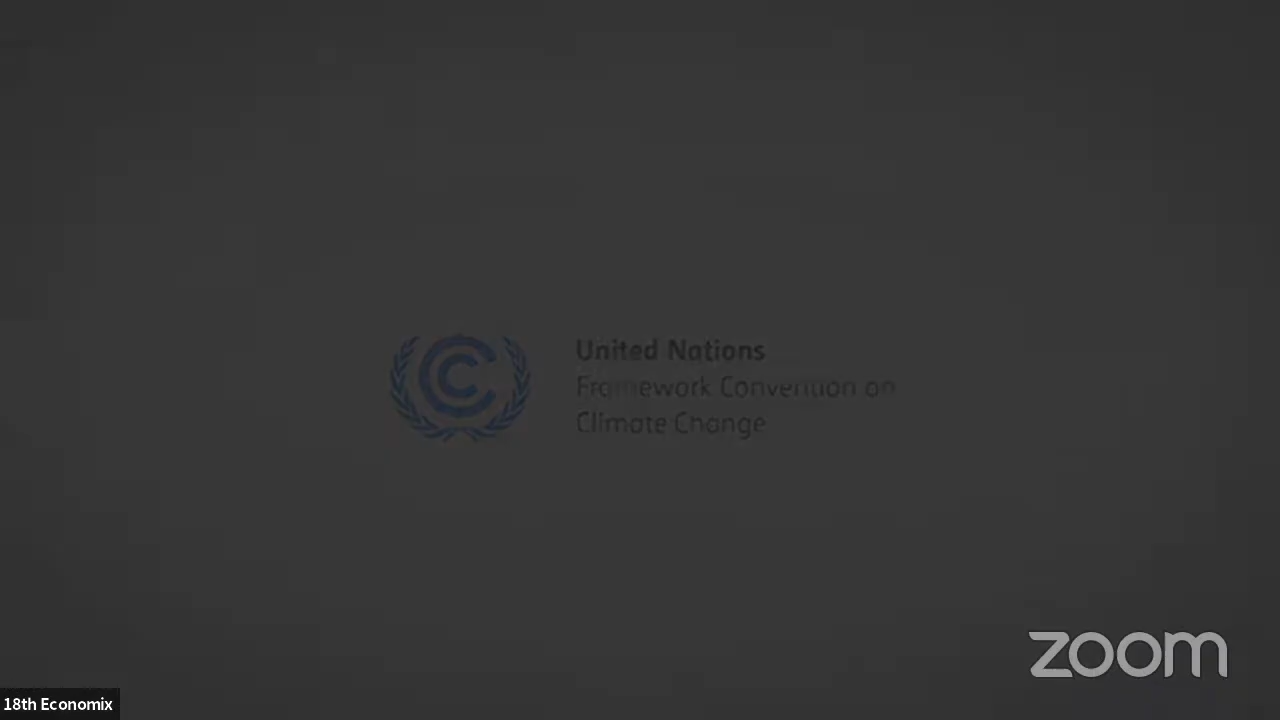 United Nations
Framework Convention on
Climate Change
zoom
18th Economix